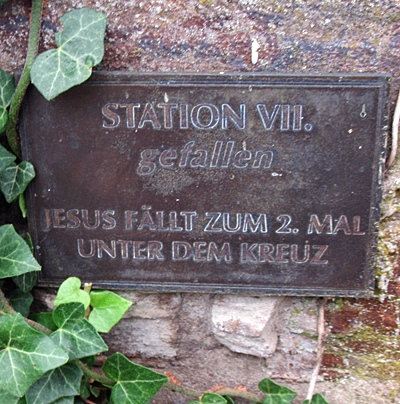 STATION VII.
gefallen
JESUS FÄLLT ZUM 2. MAL
UNTER DEM KREUZ